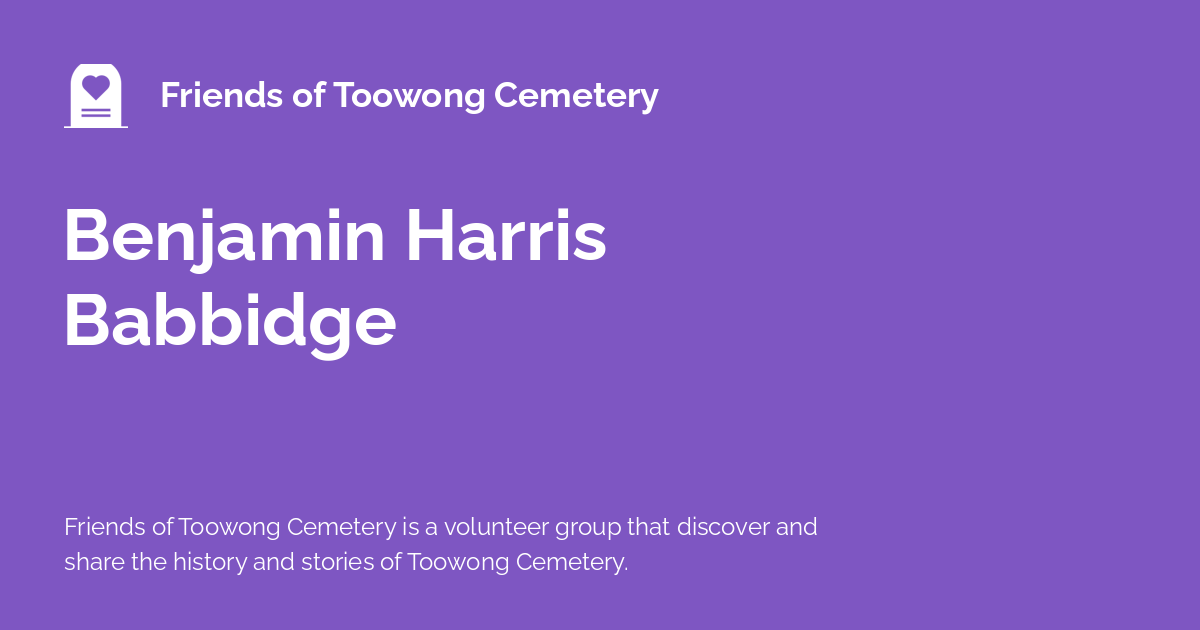 Friends of Toowong Cemetery
Benjamin Harris
Babbidge
Friends of Toowong Cemetery is a volunteer group that discover and
share the history and stories of Toowong Cemetery.